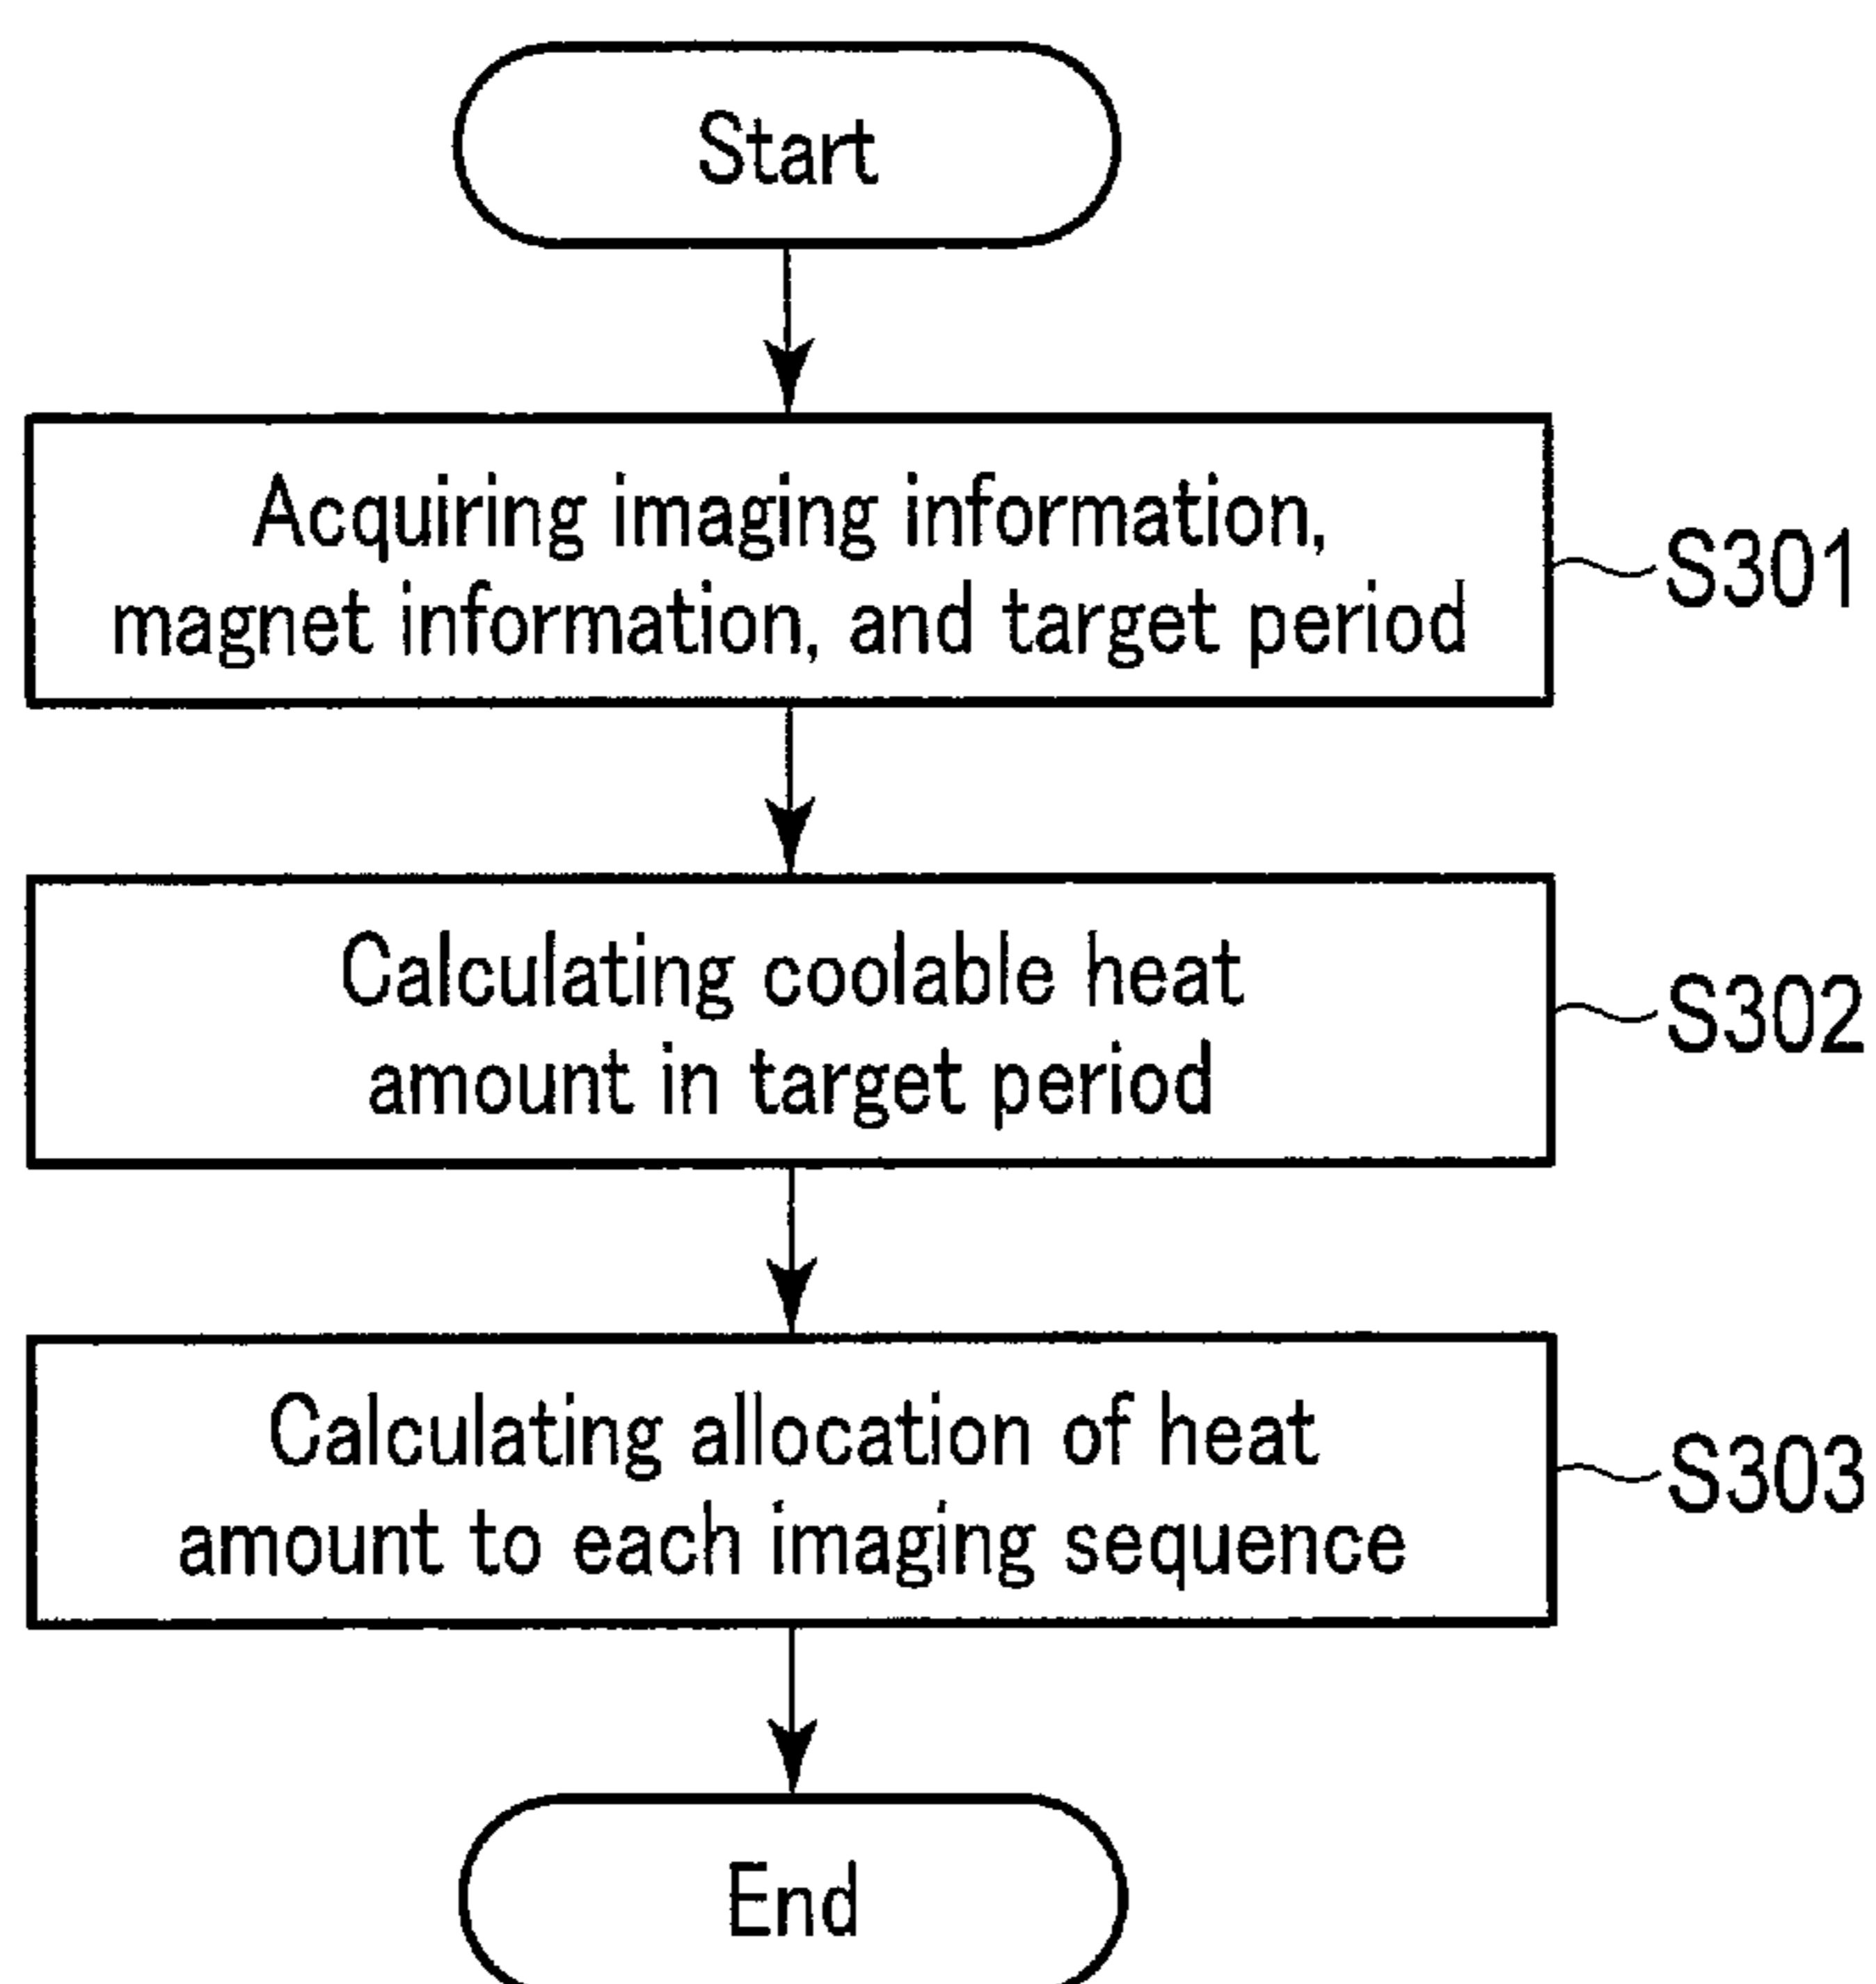 Start
Acquiring imaging information,
magnet information, and target period
S301
Calculating coolable heat
amount in target period
S302
Calculating allocation of heat
amount to each imaging sequence
S303
End